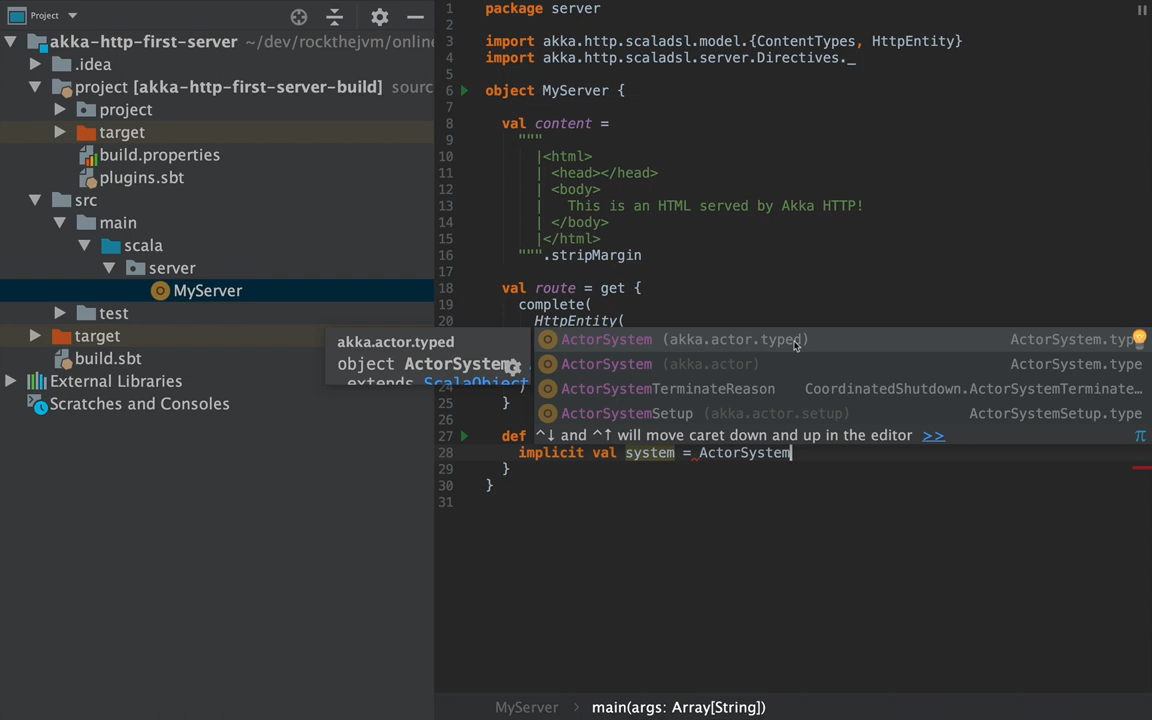 Project
akka-http-first-server ~/dev/rockthejvm/online
.idea
project [akka-http-first-server-build] sourc
project
target
build.properties
plugins.sbt
src
main
scala
server
MyServer
test
target
build.sbt
External Libraries
Scratches and Consoles
1 package server
2
3 import akka.http.scaladsl.model.{ContentTypes, HttpEntity}
4 import akka.http.scaladsl.server.Directives._
5
6 object MyServer {
7
8 val content =
9 """
10 |<html>
11 | <head></head>
12 | <body>
13 | This is an HTML served by Akka HTTP!
14 | </body>
15 |</html>
16 """.stripMargin
17
18 val route = get {
19 complete(
20 HttpEntity(
akka.actor.typed
object ActorSystem
extends ScalaObject
ActorSystem (akka.actor.typed) ActorSystem.typ
ActorSystem (akka.actor) ActorSystem.type
ActorSystemTerminateReason CoordinatedShutdown.ActorSystemTerminate…
ActorSystemSetup (akka.actor.setup) ActorSystemSetup.type
^↓ and ^↑ will move caret down and up in the editor >> π
24 )
25 }
26
27 def
28 implicit val system = ActorSystem
29 }
30 }
31
MyServer > main(args: Array[String])